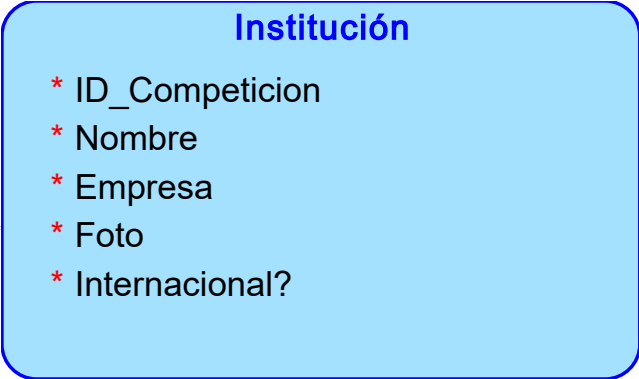 Institución
* ID_Competicion
* Nombre
* Empresa
* Foto
* Internacional?